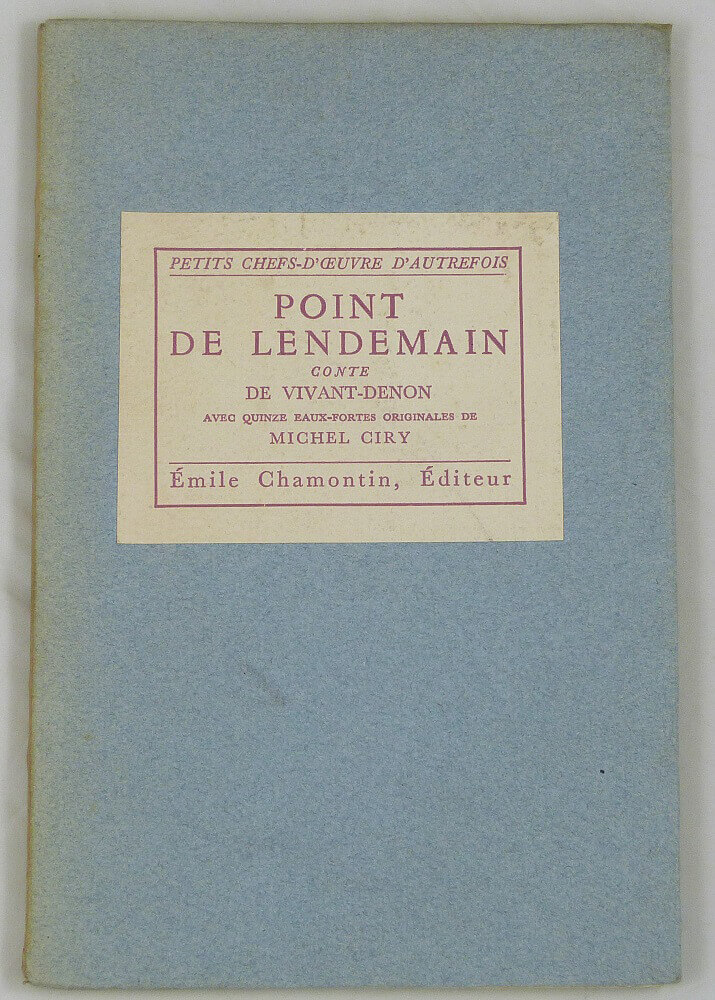 PETITS CHEFS-D'ŒUVRE D'AUTREFOIS
POINT
DE LENDEMAIN
CONTE
DE VIVANT-DENON
AVEC QUINZE EAUX-FORTES ORIGINALES DE
MICHEL CIRY
Émile Chamontin, Éditeur